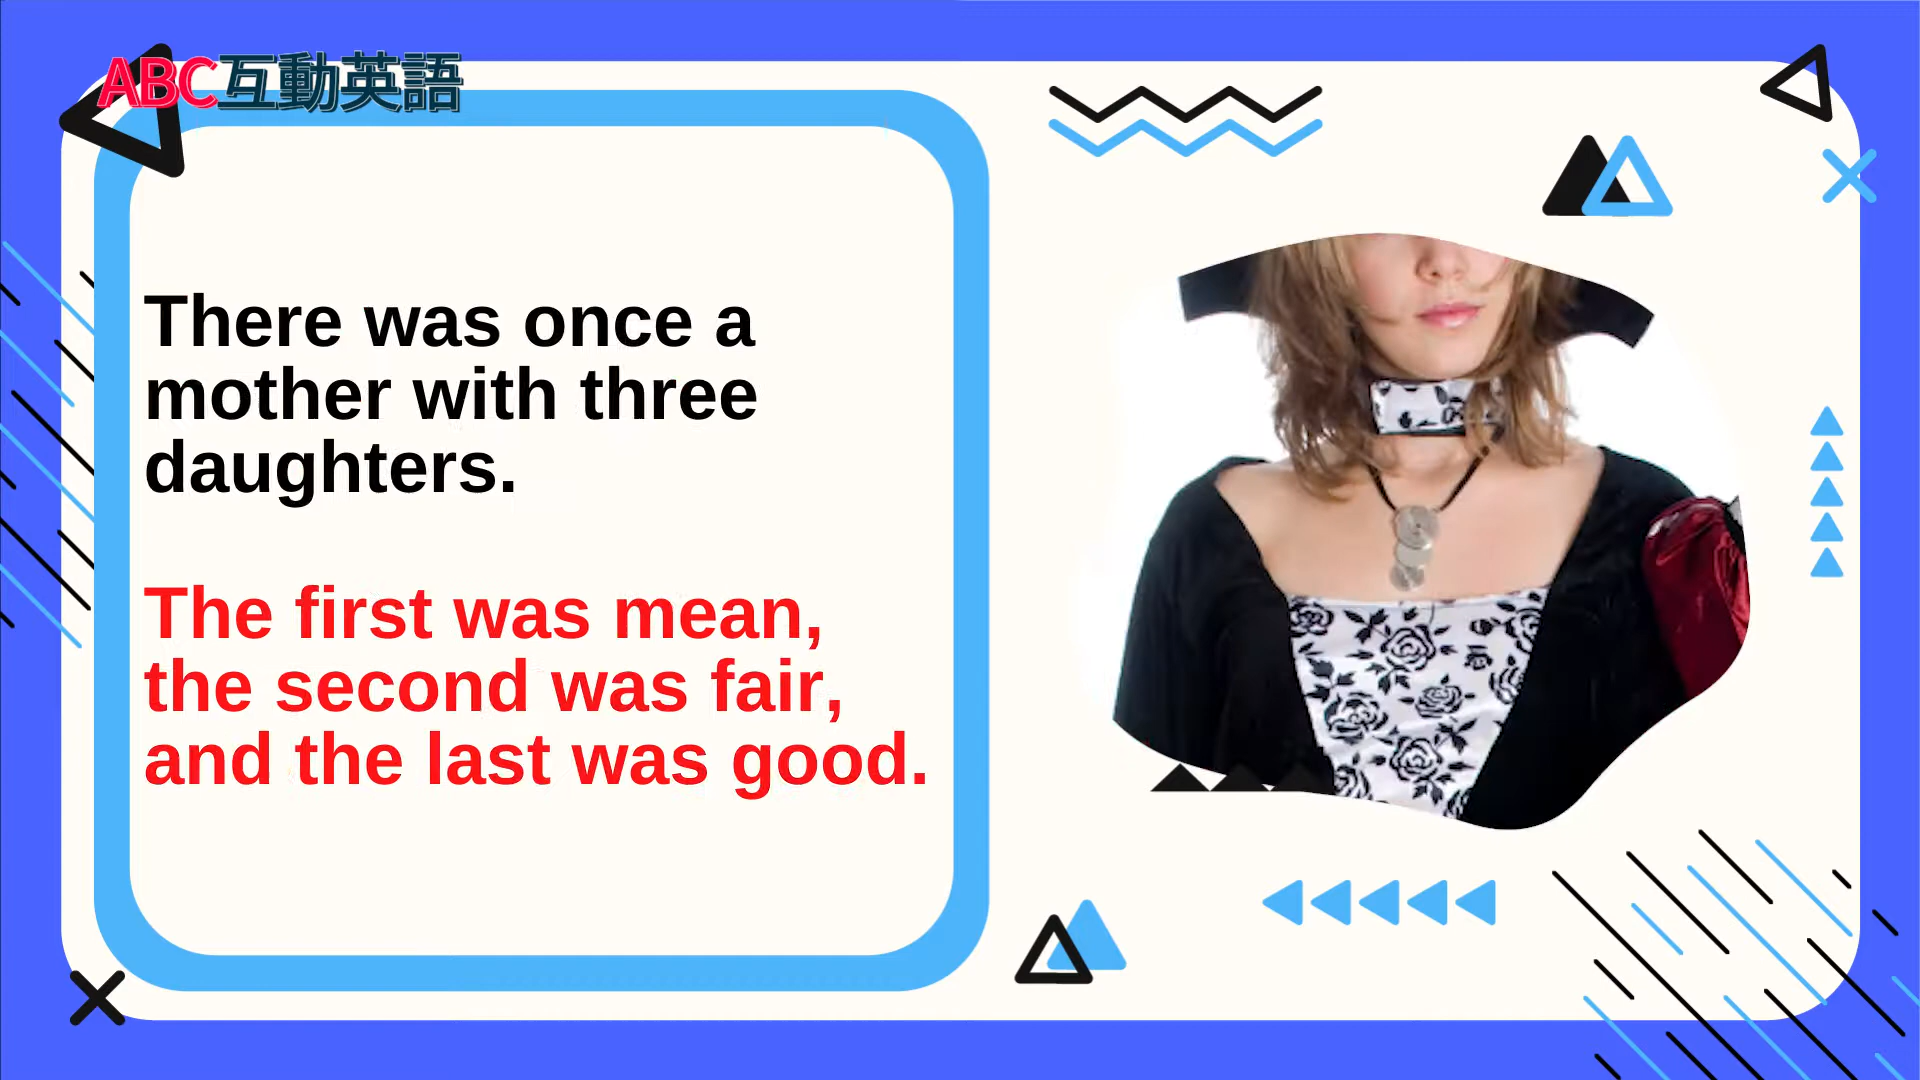 ABC互動英語
There was once a
mother with three
daughters.
The first was mean,
the second was fair,
and the last was good.